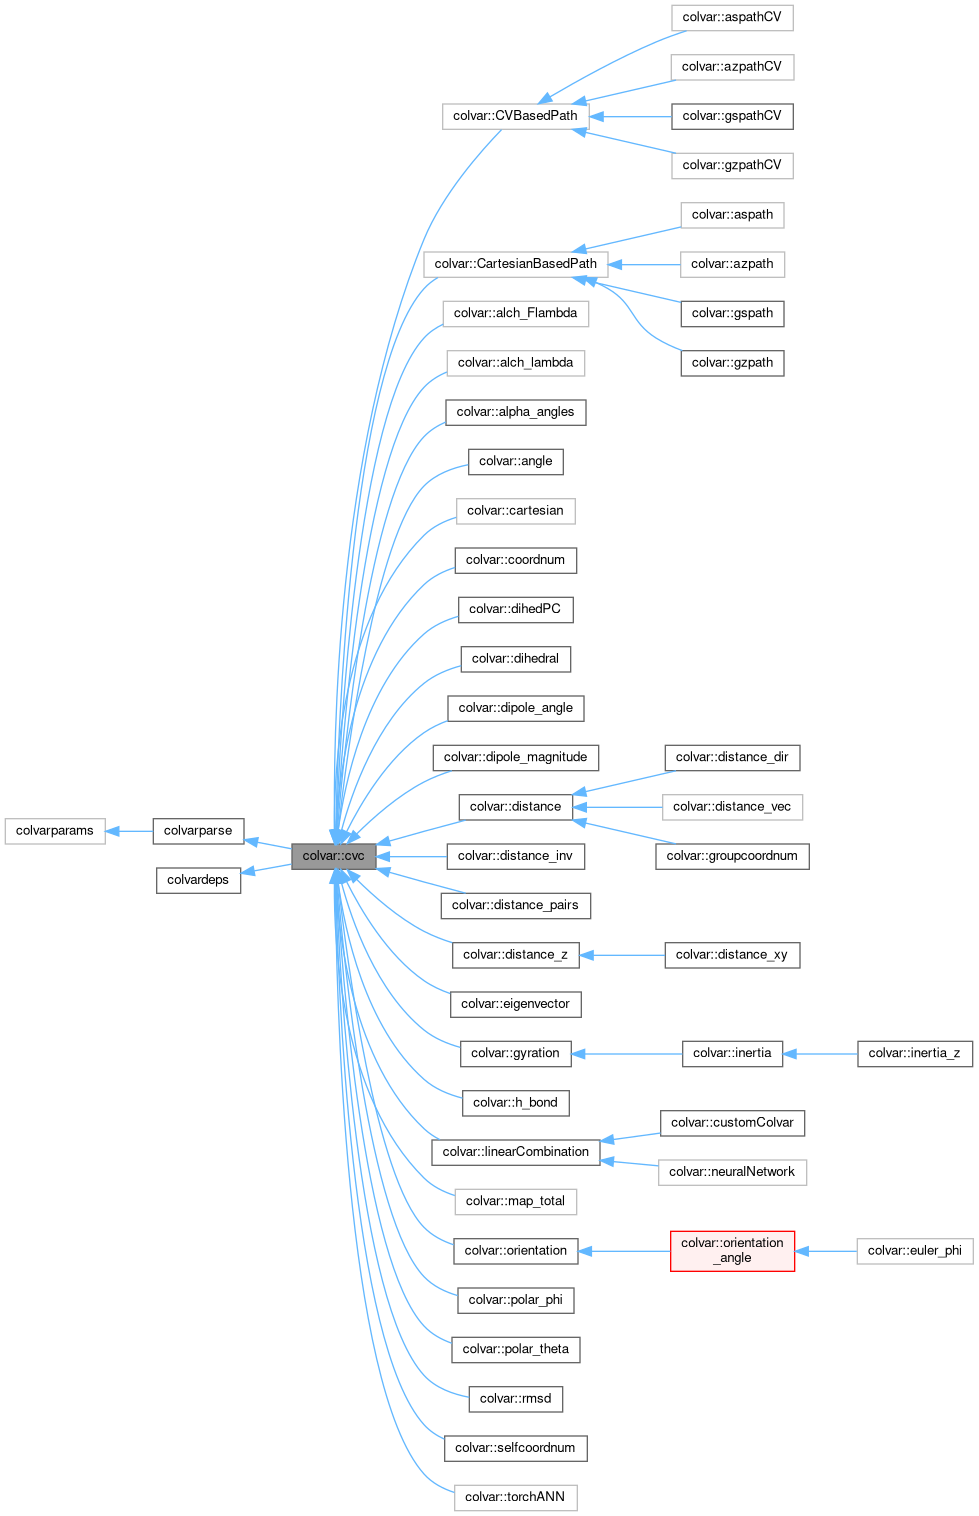 colvar::aspathCV
colvar::azpathCV
colvar::CVBasedPath
colvar::gspathCV
colvar::gzpathCV
colvar::aspath
colvar::CartesianBasedPath
colvar::azpath
colvar::alch_Flambda
colvar::gspath
colvar::alch_lambda
colvar::gzpath
colvar::alpha_angles
colvar::angle
colvar::cartesian
colvar::coordnum
colvar::dihedPC
colvar::dihedral
colvar::dipole_angle
colvar::dipole_magnitude
colvar::distance_dir
colvar::distance
colvar::distance_vec
colvarparams
colvarparse
colvar::cvc
colvar::distance_inv
colvar::groupcoordnum
colvardeps
colvar::distance_pairs
colvar::distance_z
colvar::distance_xy
colvar::eigenvector
colvar::gyration
colvar::inertia
colvar::inertia_z
colvar::h_bond
colvar::customColvar
colvar::linearCombination
colvar::neuralNetwork
colvar::map_total
colvar::orientation
colvar::orientation
_angle
colvar::euler_phi
colvar::polar_phi
colvar::polar_theta
colvar::rmsd
colvar::selfcoordnum
colvar::torchANN